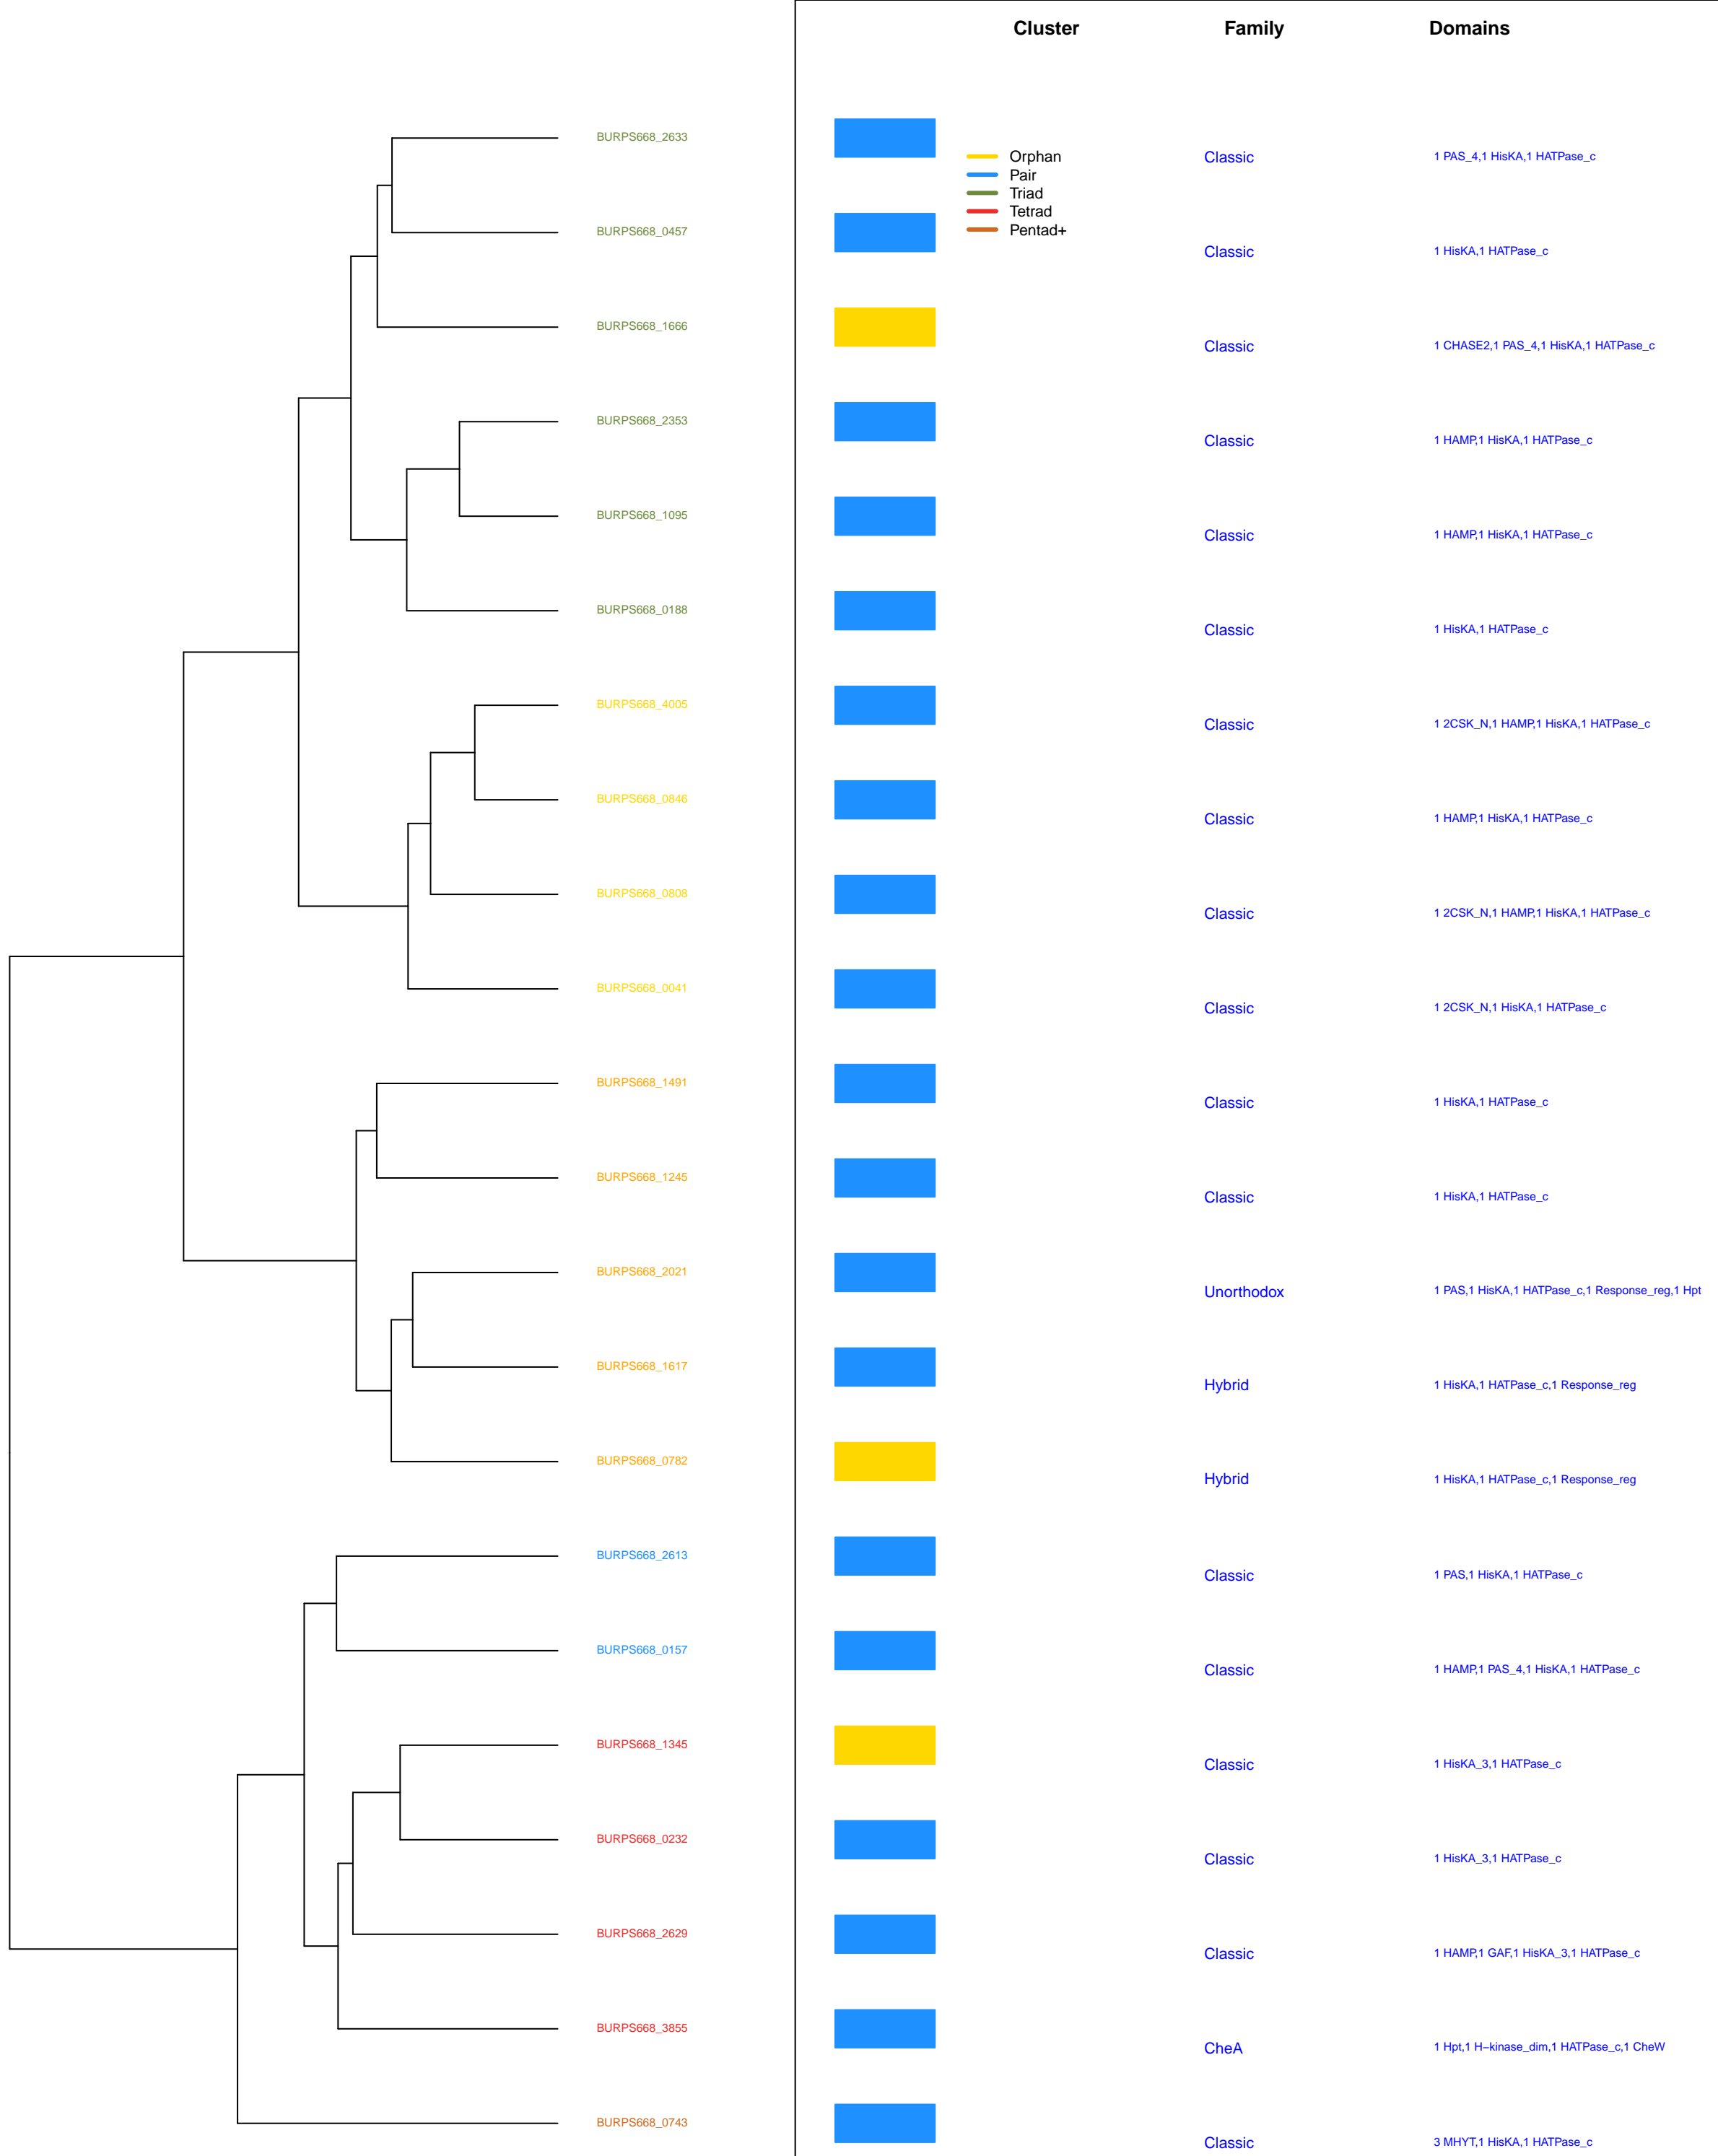 Cluster Family Domains
BURPS668_2633
Orphan
Classic 1 PAS_4,1 HisKA,1 HATPase_c
Pair
Triad
Tetrad
Pentad+
BURPS668_0457
Classic 1 HisKA,1 HATPase_c
BURPS668_1666
Classic 1 CHASE2,1 PAS_4,1 HisKA,1 HATPase_c
BURPS668_2353
Classic 1 HAMP,1 HisKA,1 HATPase_c
BURPS668_1095
Classic 1 HAMP,1 HisKA,1 HATPase_c
BURPS668_0188
Classic 1 HisKA,1 HATPase_c
BURPS668_4005
Classic 1 2CSK_N,1 HAMP,1 HisKA,1 HATPase_c
BURPS668_0846
Classic 1 HAMP,1 HisKA,1 HATPase_c
BURPS668_0808
Classic 1 2CSK_N,1 HAMP,1 HisKA,1 HATPase_c
BURPS668_0041
Classic 1 2CSK_N,1 HisKA,1 HATPase_c
BURPS668_1491
Classic 1 HisKA,1 HATPase_c
BURPS668_1245
Classic 1 HisKA,1 HATPase_c
BURPS668_2021
Unorthodox 1 PAS,1 HisKA,1 HATPase_c,1 Response_reg,1 Hpt
BURPS668_1617
Hybrid 1 HisKA,1 HATPase_c,1 Response_reg
BURPS668_0782
Hybrid 1 HisKA,1 HATPase_c,1 Response_reg
BURPS668_2613
Classic 1 PAS,1 HisKA,1 HATPase_c
BURPS668_0157
Classic 1 HAMP,1 PAS_4,1 HisKA,1 HATPase_c
BURPS668_1345
Classic 1 HisKA_3,1 HATPase_c
BURPS668_0232
Classic 1 HisKA_3,1 HATPase_c
BURPS668_2629
Classic 1 HAMP,1 GAF,1 HisKA_3,1 HATPase_c
BURPS668_3855
CheA 1 Hpt,1 H−kinase_dim,1 HATPase_c,1 CheW
BURPS668_0743
Classic 3 MHYT,1 HisKA,1 HATPase_c